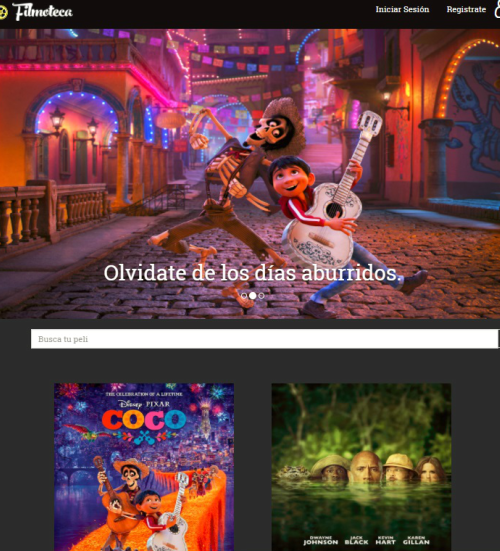 Filmoteca
Iniciar Sesión
Registrate
Olvidate de los días aburridos.
Busca tu peli
THE CELEBRATION OF A LIFETIME
Disney PIXAR
COCO
DWAYNE JOHNSON
JACK BLACK
KEVIN HART
KAREN GILLAN